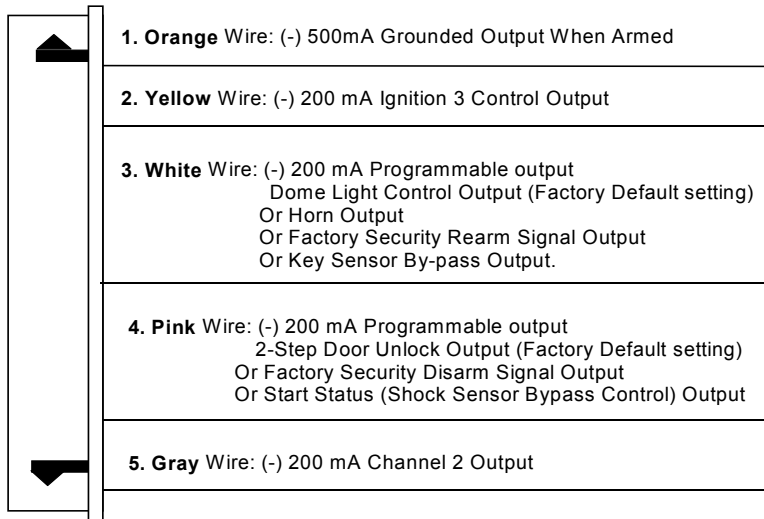 1. Orange Wire: (-) 500mA Grounded Output When Armed
2. Yellow Wire: (-) 200 mA Ignition 3 Control Output
3. White Wire: (-) 200 mA Programmable output
Dome Light Control Output (Factory Default setting)
Or Horn Output
Or Factory Security Rearm Signal Output
Or Key Sensor By-pass Output.
4. Pink Wire: (-) 200 mA Programmable output
2-Step Door Unlock Output (Factory Default setting)
Or Factory Security Disarm Signal Output
Or Start Status (Shock Sensor Bypass Control) Output
5. Gray Wire: (-) 200 mA Channel 2 Output